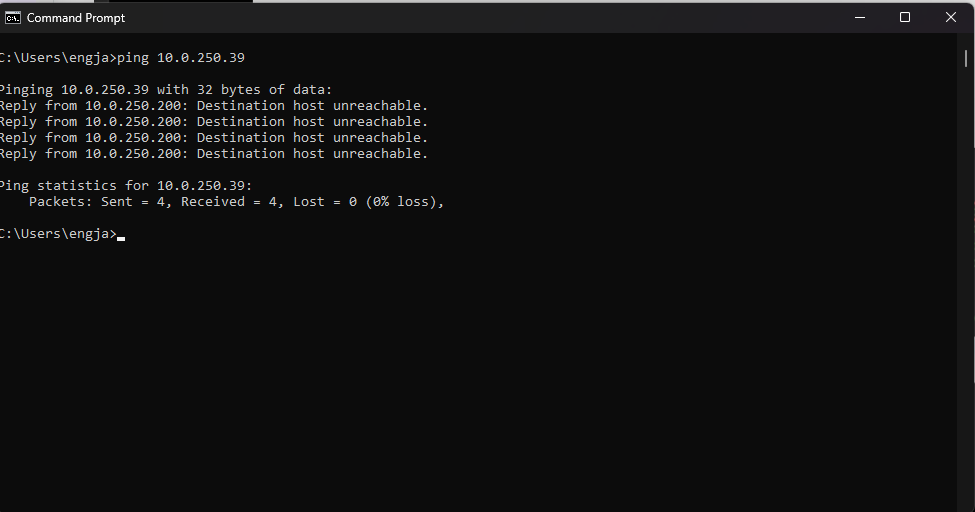 Command Prompt
C:\Users\engja>ping 10.0.250.39
Pinging 10.0.250.39 with 32 bytes of data:
Reply from 10.0.250.200: Destination host unreachable.
Reply from 10.0.250.200: Destination host unreachable.
Reply from 10.0.250.200: Destination host unreachable.
Reply from 10.0.250.200: Destination host unreachable.
Ping statistics for 10.0.250.39:
    Packets: Sent = 4, Received = 4, Lost = 0 (0% loss),
C:\Users\engja>